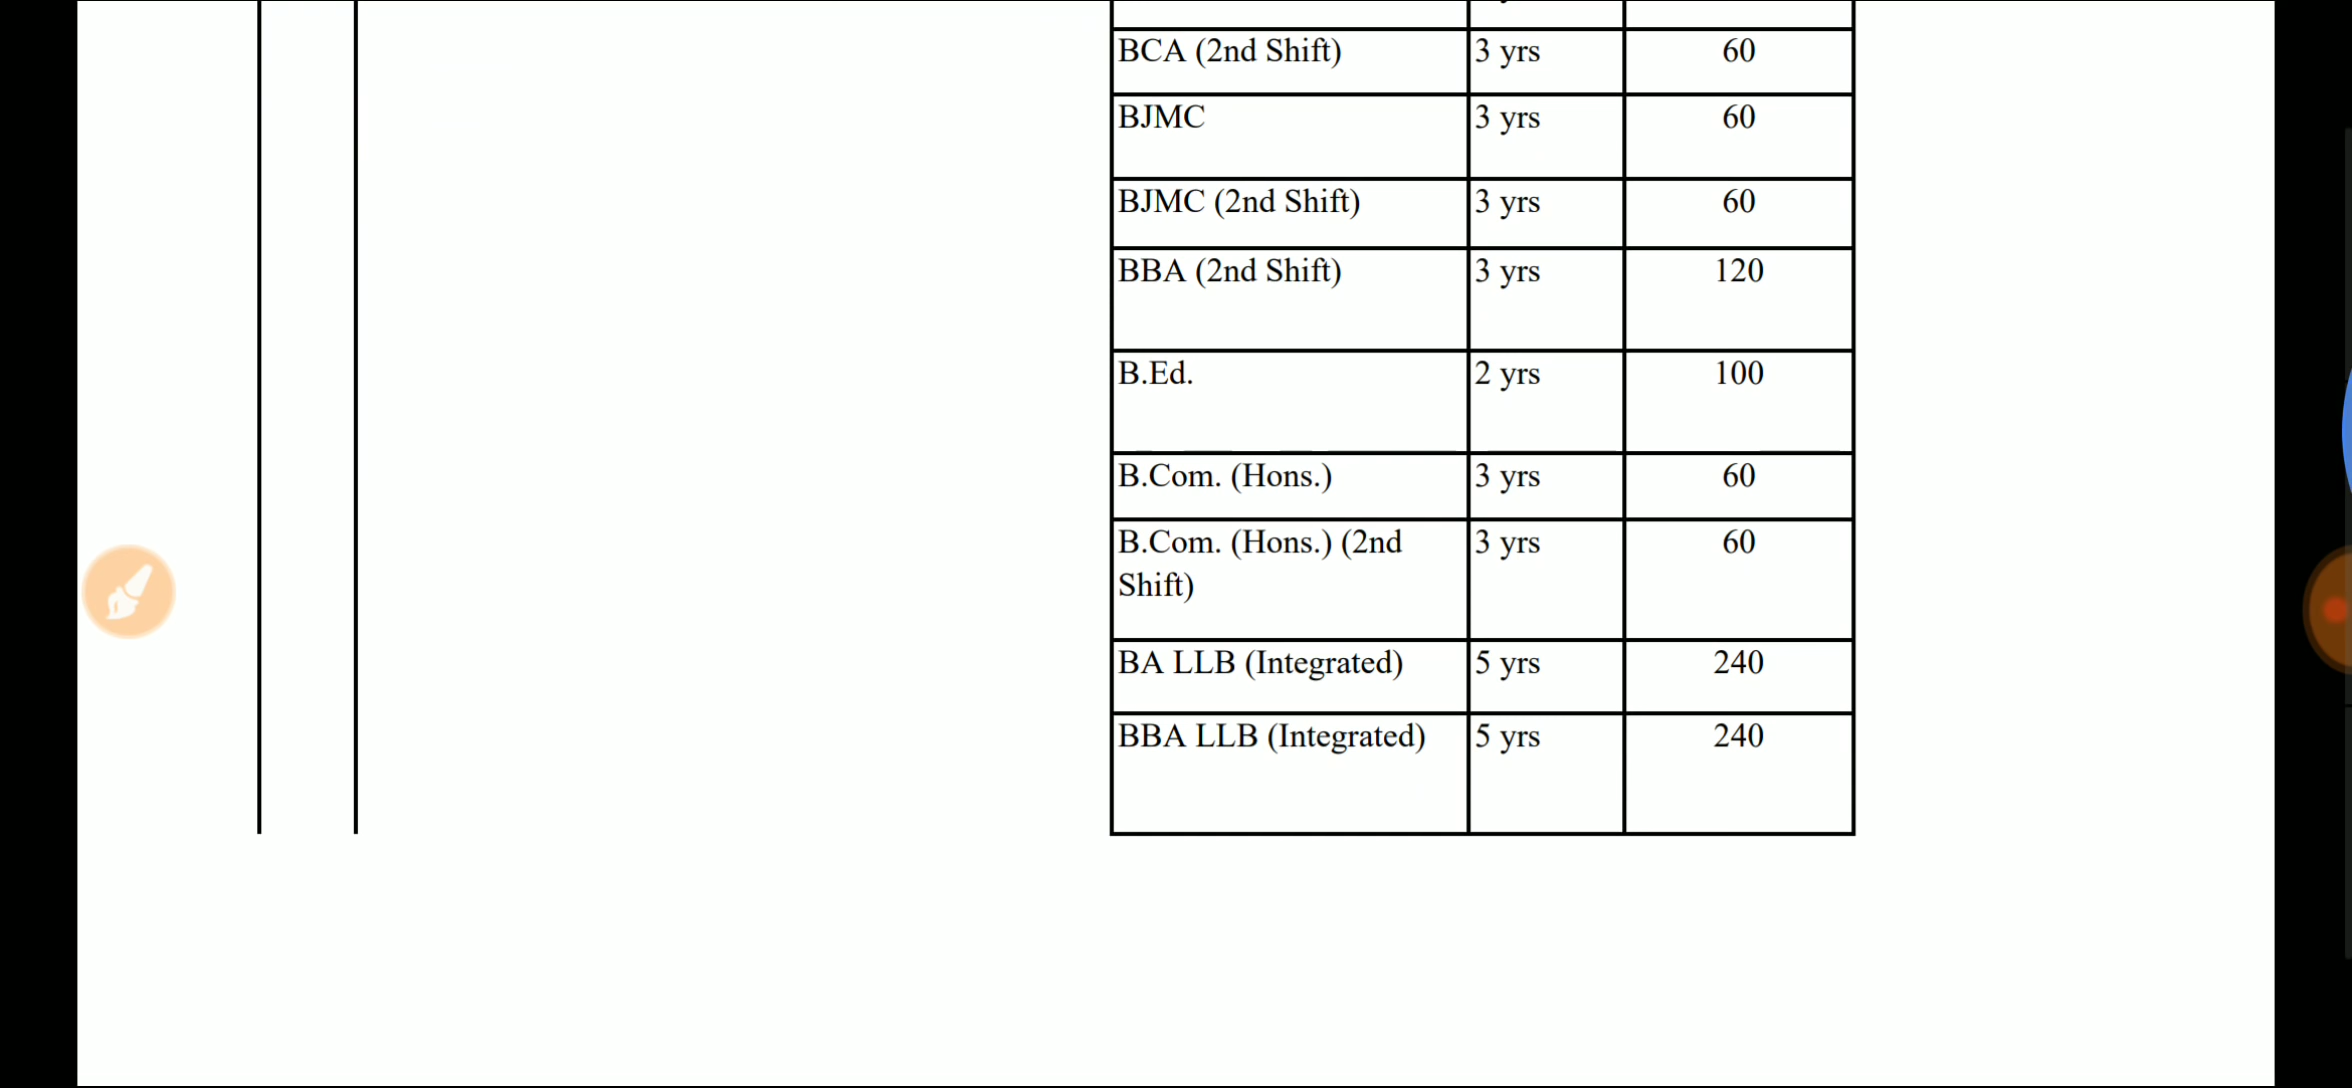 BCA (2nd Shift) 3 yrs 60
BJMC 3 yrs 60
BJMC (2nd Shift) 3 yrs 60
BBA (2nd Shift) 3 yrs 120
B.Ed. 2 yrs 100
B.Com. (Hons.) 3 yrs 60
B.Com. (Hons.) (2nd 3 yrs 60
Shift)
BA LLB (Integrated) 5 yrs 240
BBA LLB (Integrated) 5 yrs 240